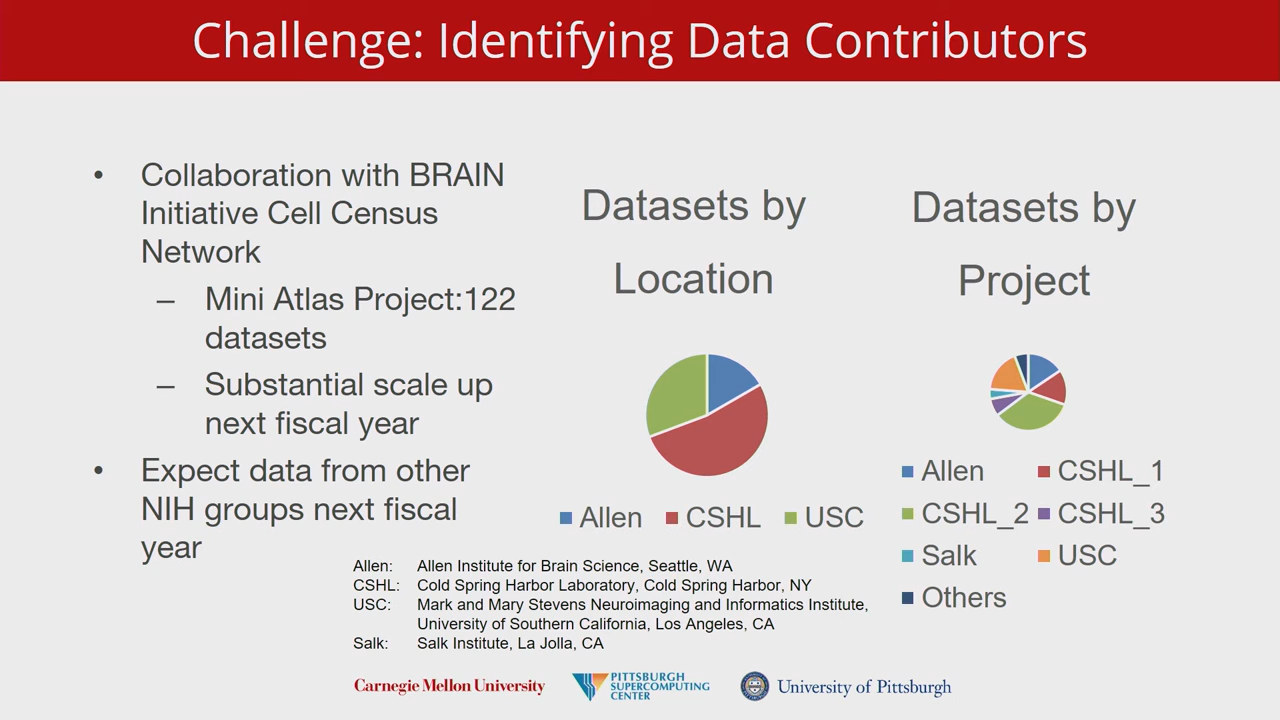 Challenge: Identifying Data Contributors
• Collaboration with BRAIN
Initiative Cell Census
Network
– Mini Atlas Project:122
datasets
– Substantial scale up
next fiscal year
• Expect data from other
NIH groups next fiscal
year
Datasets by
Location
Allen CSHL USC
Datasets by
Project
Allen CSHL_1
CSHL_2 CSHL_3
Salk USC
Others
Allen: Allen Institute for Brain Science, Seattle, WA
CSHL: Cold Spring Harbor Laboratory, Cold Spring Harbor, NY
USC: Mark and Mary Stevens Neuroimaging and Informatics Institute,
University of Southern California, Los Angeles, CA
Salk: Salk Institute, La Jolla, CA
Carnegie Mellon University
PITTSBURGH
SUPERCOMPUTING
CENTER
University of Pittsburgh